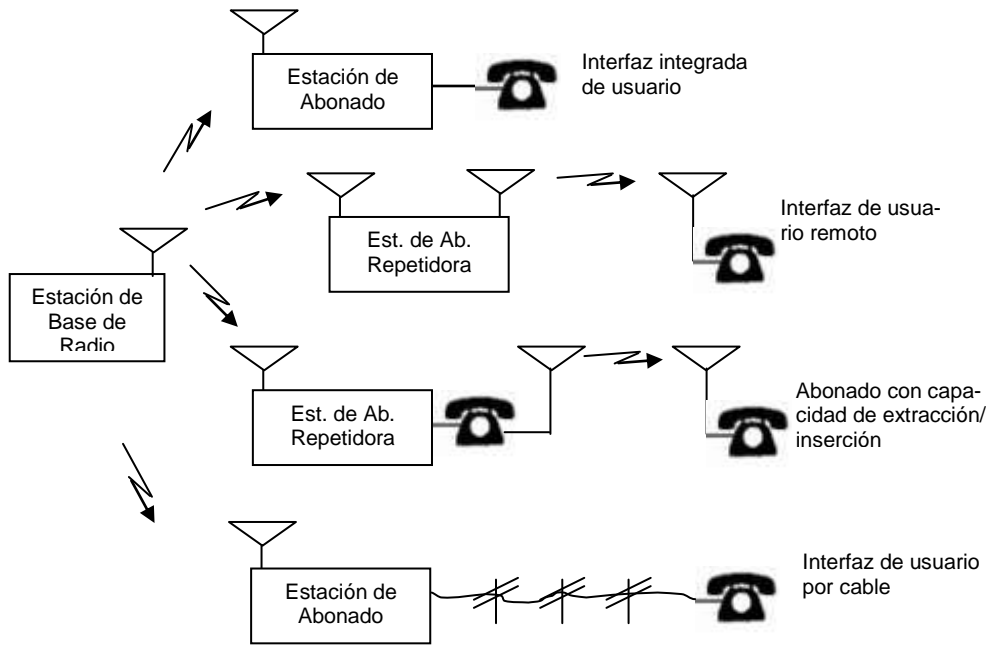 Estación de
Abonado
Interfaz integrada
de usuario
Est. de Ab.
Repetidora
Interfaz de usua-
rio remoto
Estación de
Base de
Radio
Est. de Ab.
Repetidora
Abonado con capa-
cidad de extracción/
inserción
Estación de
Abonado
Interfaz de usuario
por cable